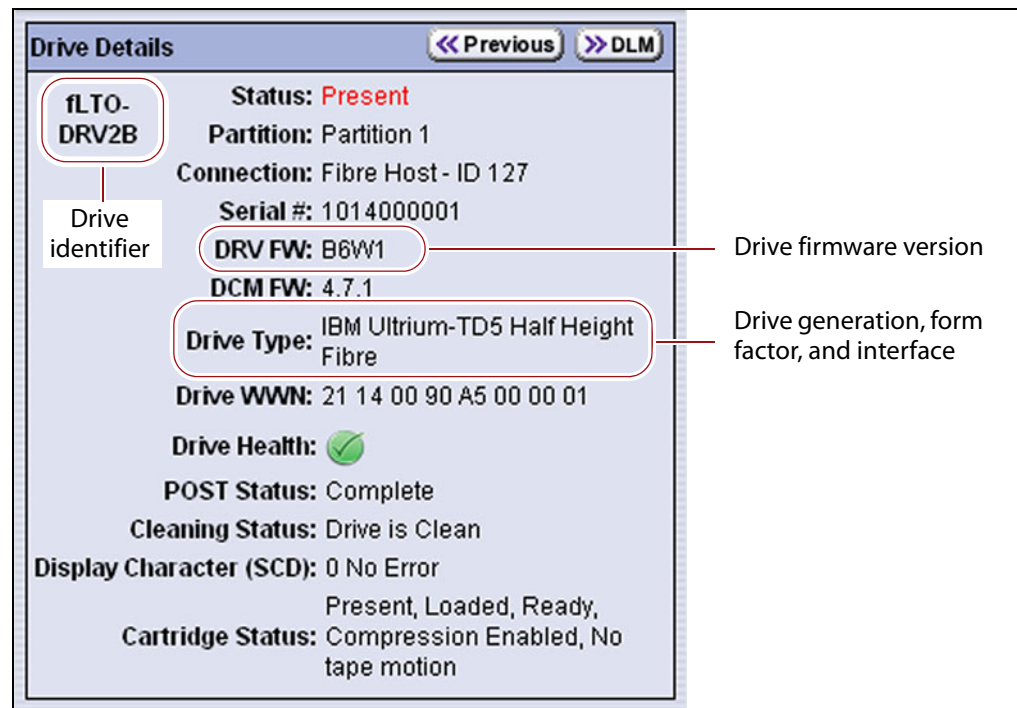 Drive Details
Previous
DLM
fLTO-
DRV2B
Drive
identifier
Status: Present
Partition: Partition 1
Connection: Fibre Host - ID 127
Serial #: 1014000001
DRV FW: B6W1
Drive firmware version
DCM FW: 4.7.1
Drive Type: IBM Ultrium-TD5 Half Height
Fibre
Drive generation, form
factor, and interface
Drive WWN: 21 14 00 90 A5 00 00 01
Drive Health:
POST Status: Complete
Cleaning Status: Drive is Clean
Display Character (SCD): 0 No Error
Cartridge Status: Present, Loaded, Ready,
Compression Enabled, No
tape motion